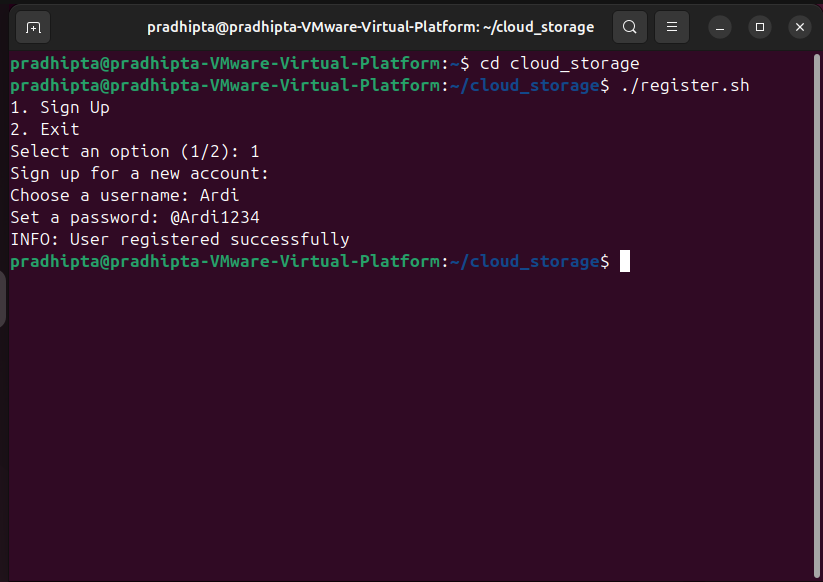 pradhipta@pradhipta-VMware-Virtual-Platform: ~/cloud_storage
pradhipta@pradhipta-VMware-Virtual-Platform:~$ cd cloud_storage
pradhipta@pradhipta-VMware-Virtual-Platform:~/cloud_storage$ ./register.sh
1. Sign Up
2. Exit
Select an option (1/2): 1
Sign up for a new account:
Choose a username: Ardi
Set a password: @Ardi1234
INFO: User registered successfully
pradhipta@pradhipta-VMware-Virtual-Platform:~/cloud_storage$